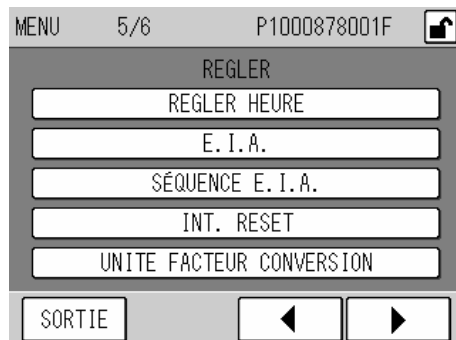 MENU 5/6 P1000878001F
REGLER
REGLER HEURE
E.I.A.
SÉQUENCE E.I.A.
INT. RESET
UNITE FACTEUR CONVERSION
SORTIE